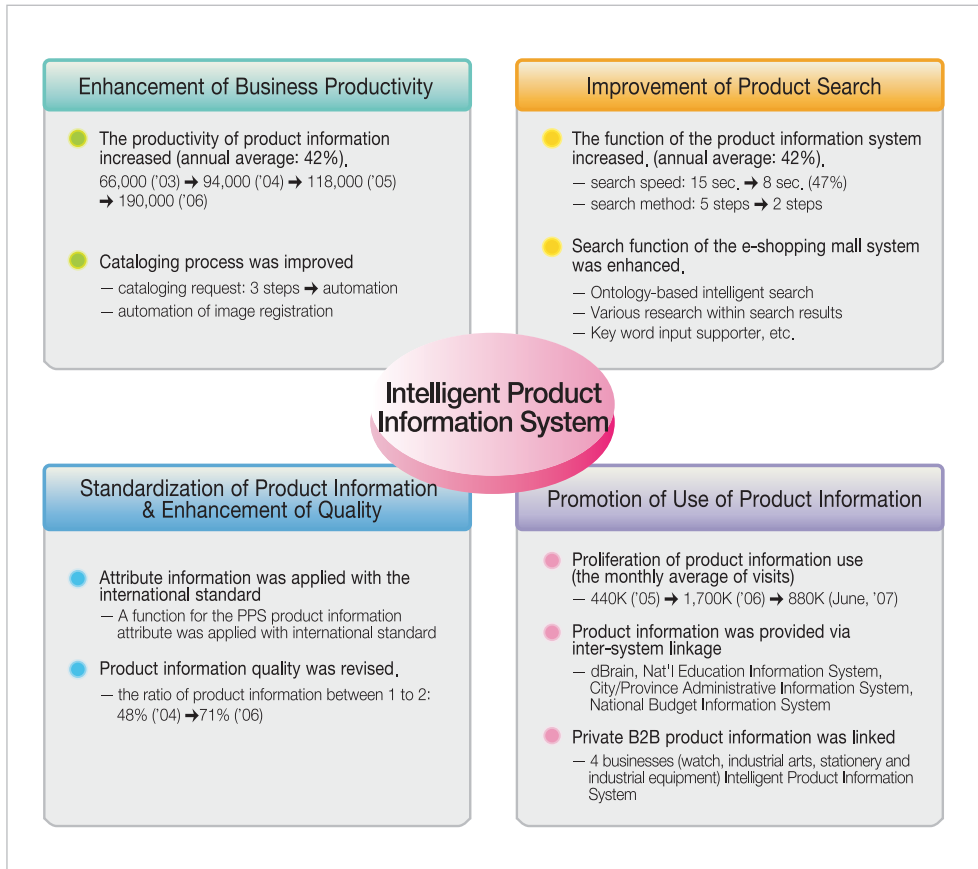 Enhancement of Business Productivity
The productivity of product information
increased (annual average: 42%).
66,000 ('03) → 94,000 ('04) → 118,000 ('05)
→ 190,000 ('06)
Cataloging process was improved
– cataloging request: 3 steps → automation
– automation of image registration
Improvement of Product Search
The function of the product information system
increased. (annual average: 42%).
– search speed: 15 sec. → 8 sec. (47%)
– search method: 5 steps → 2 steps
Search function of the e-shopping mall system
was enhanced.
– Ontology-based intelligent search
– Various research within search results
– Key word input supporter, etc.
Intelligent Product
Information System
Standardization of Product Information
& Enhancement of Quality
Attribute information was applied with the
international standard
– A function for the PPS product information
attribute was applied with international standard
Product information quality was revised.
– the ratio of product information between 1 to 2:
48% ('04) →71% ('06)
Promotion of Use of Product Information
Proliferation of product information use
(the monthly average of visits)
– 440K ('05) → 1,700K ('06) → 880K (June, '07)
Product information was provided via
inter-system linkage
– dBrain, Nat'l Education Information System,
City/Province Administrative Information System,
National Budget Information System
Private B2B product information was linked
– 4 businesses (watch, industrial arts, stationery and
industrial equipment) Intelligent Product Information
System